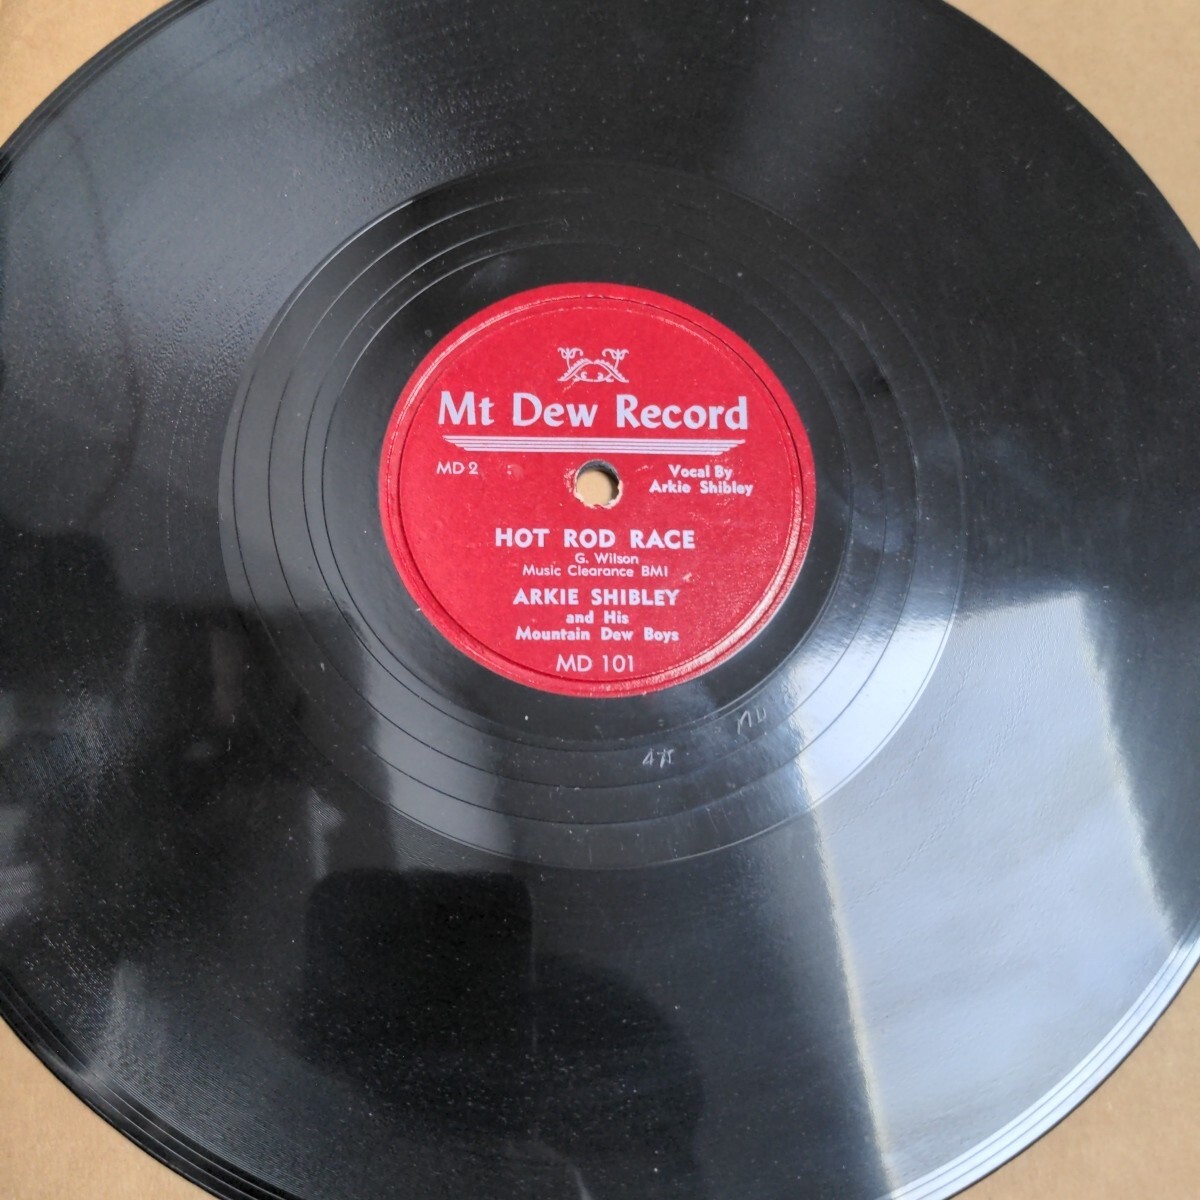 Mt Dew Record
MD 2
Vocal By
Arkie Shibley
HOT ROD RACE
G. Wilson
Music Clearance BMI
ARKIE SHIBLEY
and His
Mountain Dew Boys
MD 101